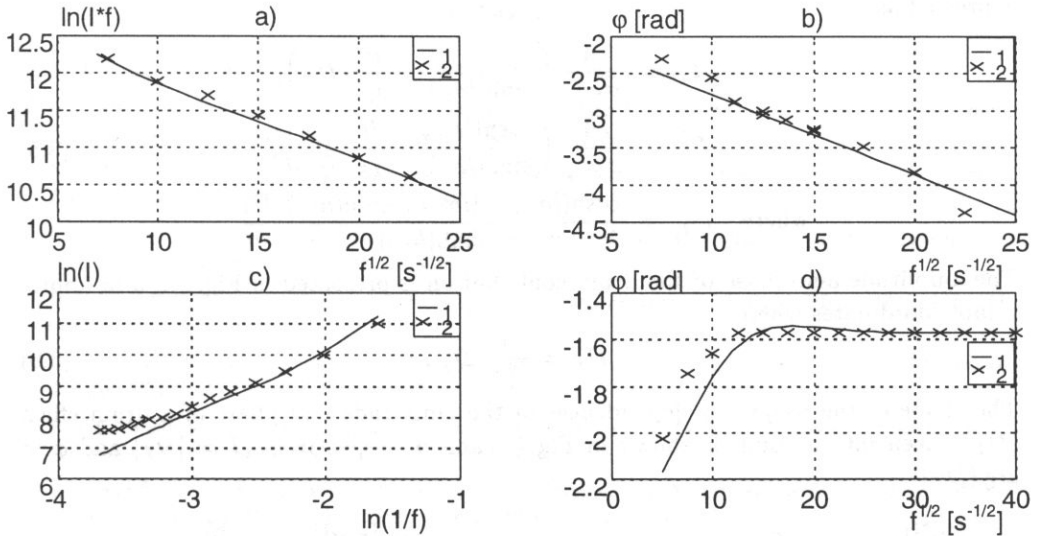 ln(I*f) a)
12.5
12
11.5
11
10.5
10
5 10 15 20 25
f^1/2 [s^-1/2]
1
2
φ [rad] b)
-2
-2.5
-3
-3.5
-4
-4.5
5 10 15 20 25
f^1/2 [s^-1/2]
1
2
ln(I) c)
12
11
10
9
8
7
6
-4 -3 -2 -1
ln(1/f)
1
2
φ [rad] d)
-1.4
-1.6
-1.8
-2
-2.2
0 10 20 30 40
f^1/2 [s^-1/2]
1
2